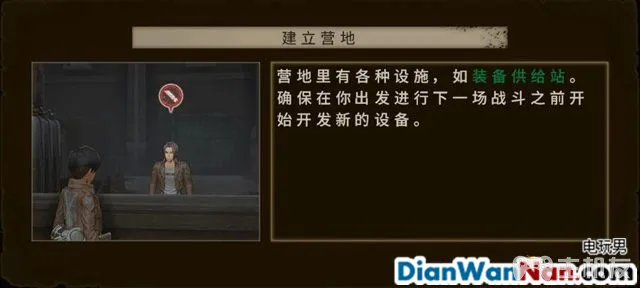 建立营地
营地里有各种设施，如装备供给站。
确保在你出发进行下一场战斗之前开
始开发新的设备。
电玩男
DianWanNan.com